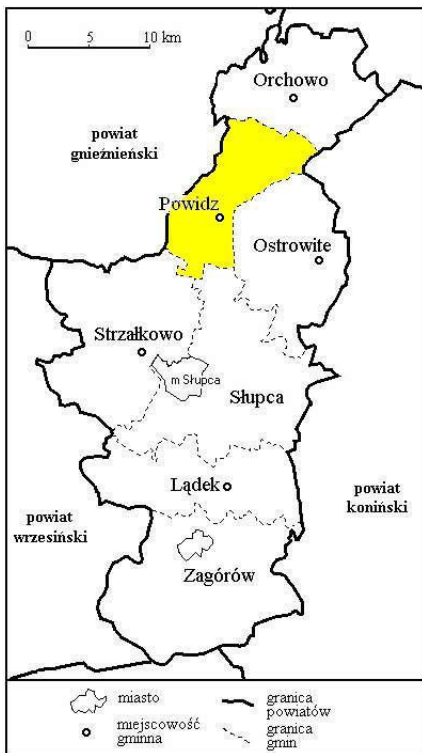 0 5 10 km
Orchowo
powiat
gnieźnieński
Powidz
Ostrowite
Strzałkowo
m Słupca
Słupca
Lądek
powiat
wrzesiński
powiat
koniński
Zagórów
miasto
miejscowość
gminna
granica
powiatów
granica
gmin